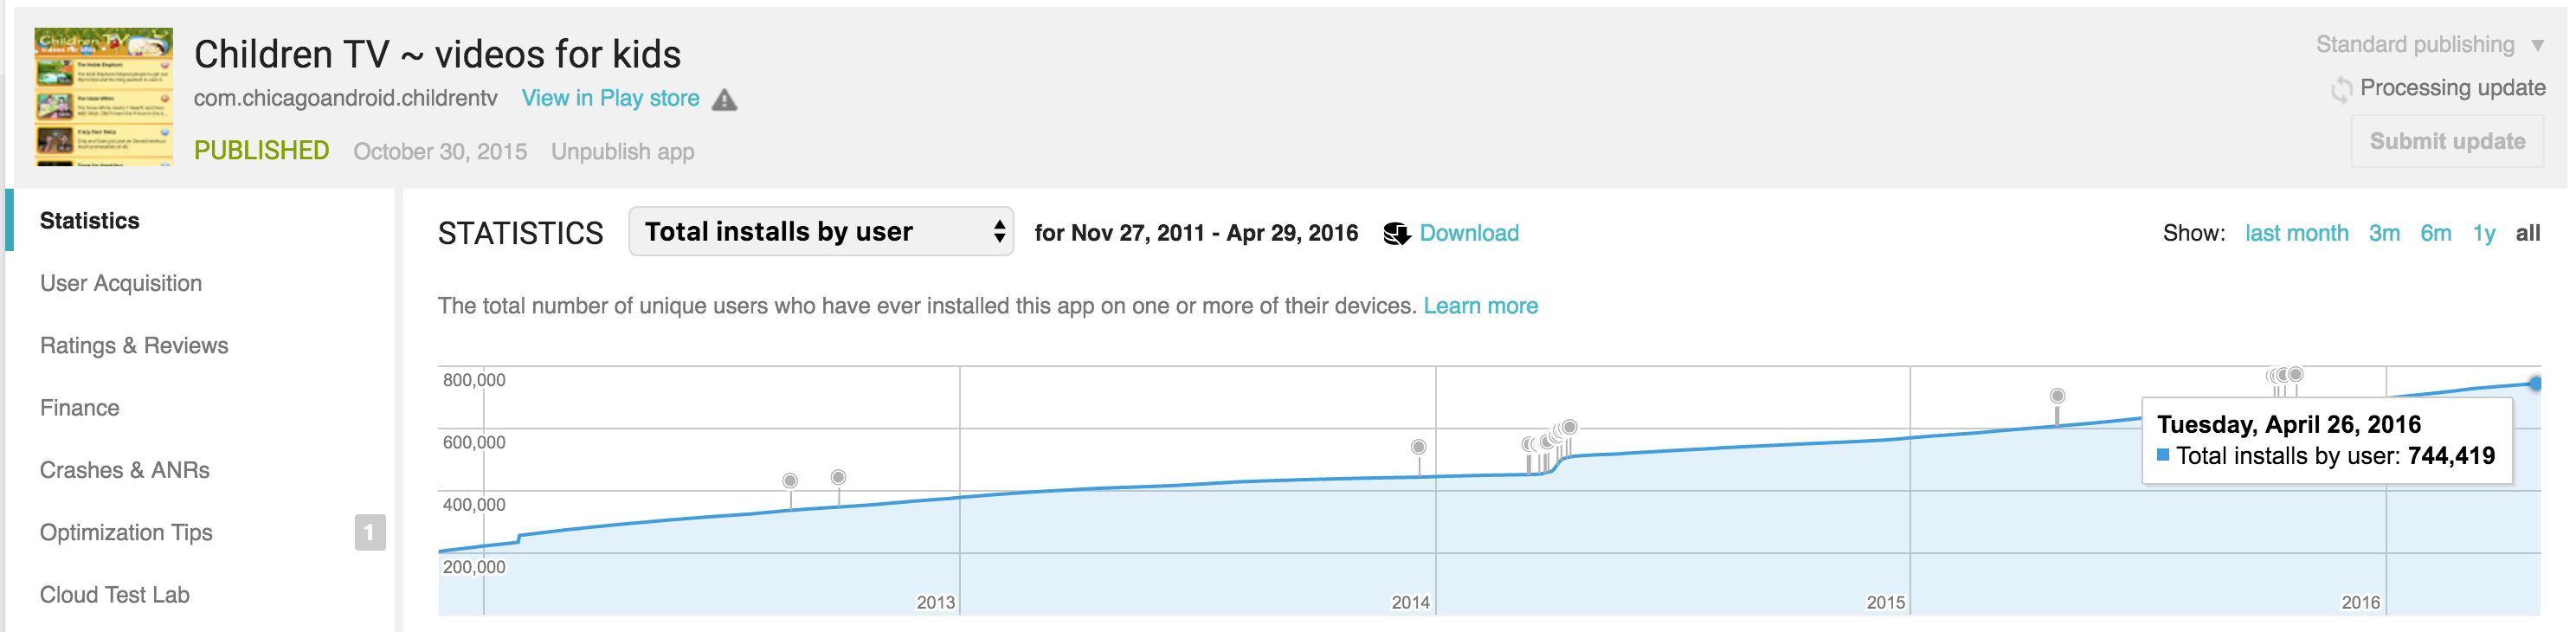 Children TV ~ videos for kids
com.chicagoandroid.childrentv View in Play store
PUBLISHED October 30, 2015 Unpublish app
Standard publishing
Processing update
Submit update
Statistics
User Acquisition
Ratings & Reviews
Finance
Crashes & ANRs
Optimization Tips 1
Cloud Test Lab
STATISTICS Total installs by user for Nov 27, 2011 - Apr 29, 2016 Download
Show: last month 3m 6m 1y all
The total number of unique users who have ever installed this app on one or more of their devices. Learn more
800,000
600,000
400,000
200,000
Tuesday, April 26, 2016
Total installs by user: 744,419
2013 2014 2015 2016